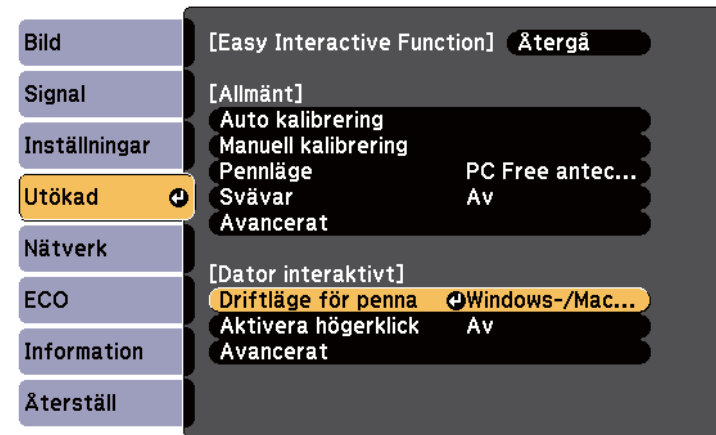 Bild
Signal
Inställningar
Utökad
Nätverk
ECO
Information
Återställ
[Easy Interactive Function] Återgå
[Allmänt]
Auto kalibrering
Manuell kalibrering
Pennläge PC Free antec...
Svävar Av
Avancerat
[Dator interaktivt]
Driftläge för penna Windows-/Mac...
Aktivera högerklick Av
Avancerat